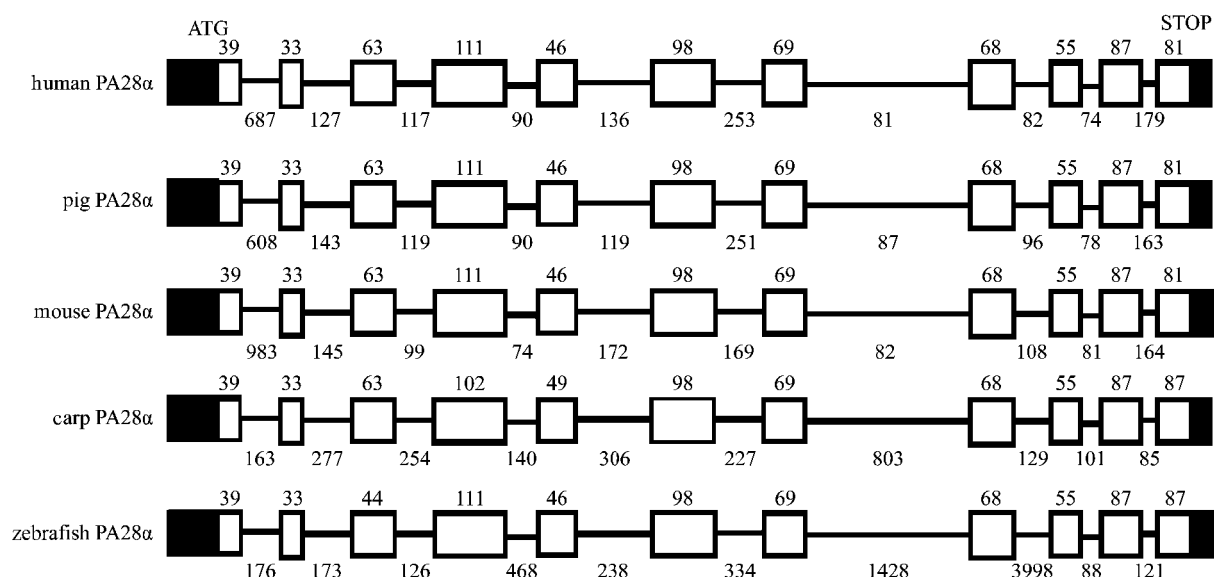 ATG STOP
39 33 63 111 46 98 69 68 55 87 81
human PA28α
687 127 117 90 136 253 81 82 74 179
39 33 63 111 46 98 69 68 55 87 81
pig PA28α
608 143 119 90 119 251 87 96 78 163
39 33 63 111 46 98 69 68 55 87 81
mouse PA28α
983 145 99 74 172 169 82 108 81 164
39 33 63 102 49 98 69 68 55 87 87
carp PA28α
163 277 254 140 306 227 803 129 101 85
39 33 44 111 46 98 69 68 55 87 87
zebrafish PA28α
176 173 126 468 238 334 1428 3998 88 121